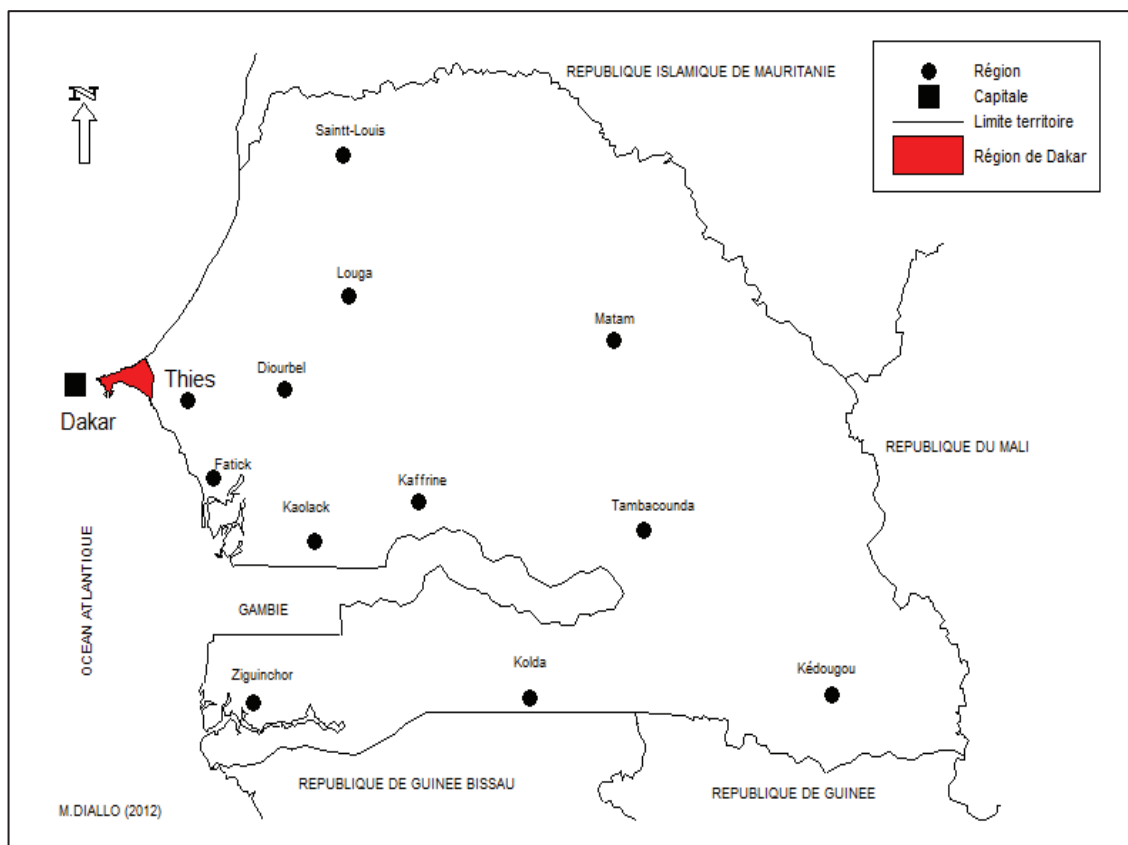 REPUBLIQUE ISLAMIQUE DE MAURITANIE
Région
Capitale
Limite territoire
Région de Dakar
N
Saintt-Louis
Louga
Matam
Diourbel
Thies
Dakar
REPUBLIQUE DU MALI
Fatick
Kaffrine
Kaolack
Tambacounda
OCEAN ATLANTIQUE
GAMBIE
Ziguinchor
Kolda
Kédougou
REPUBLIQUE DE GUINEE BISSAU
REPUBLIQUE DE GUINEE
M.DIALLO (2012)